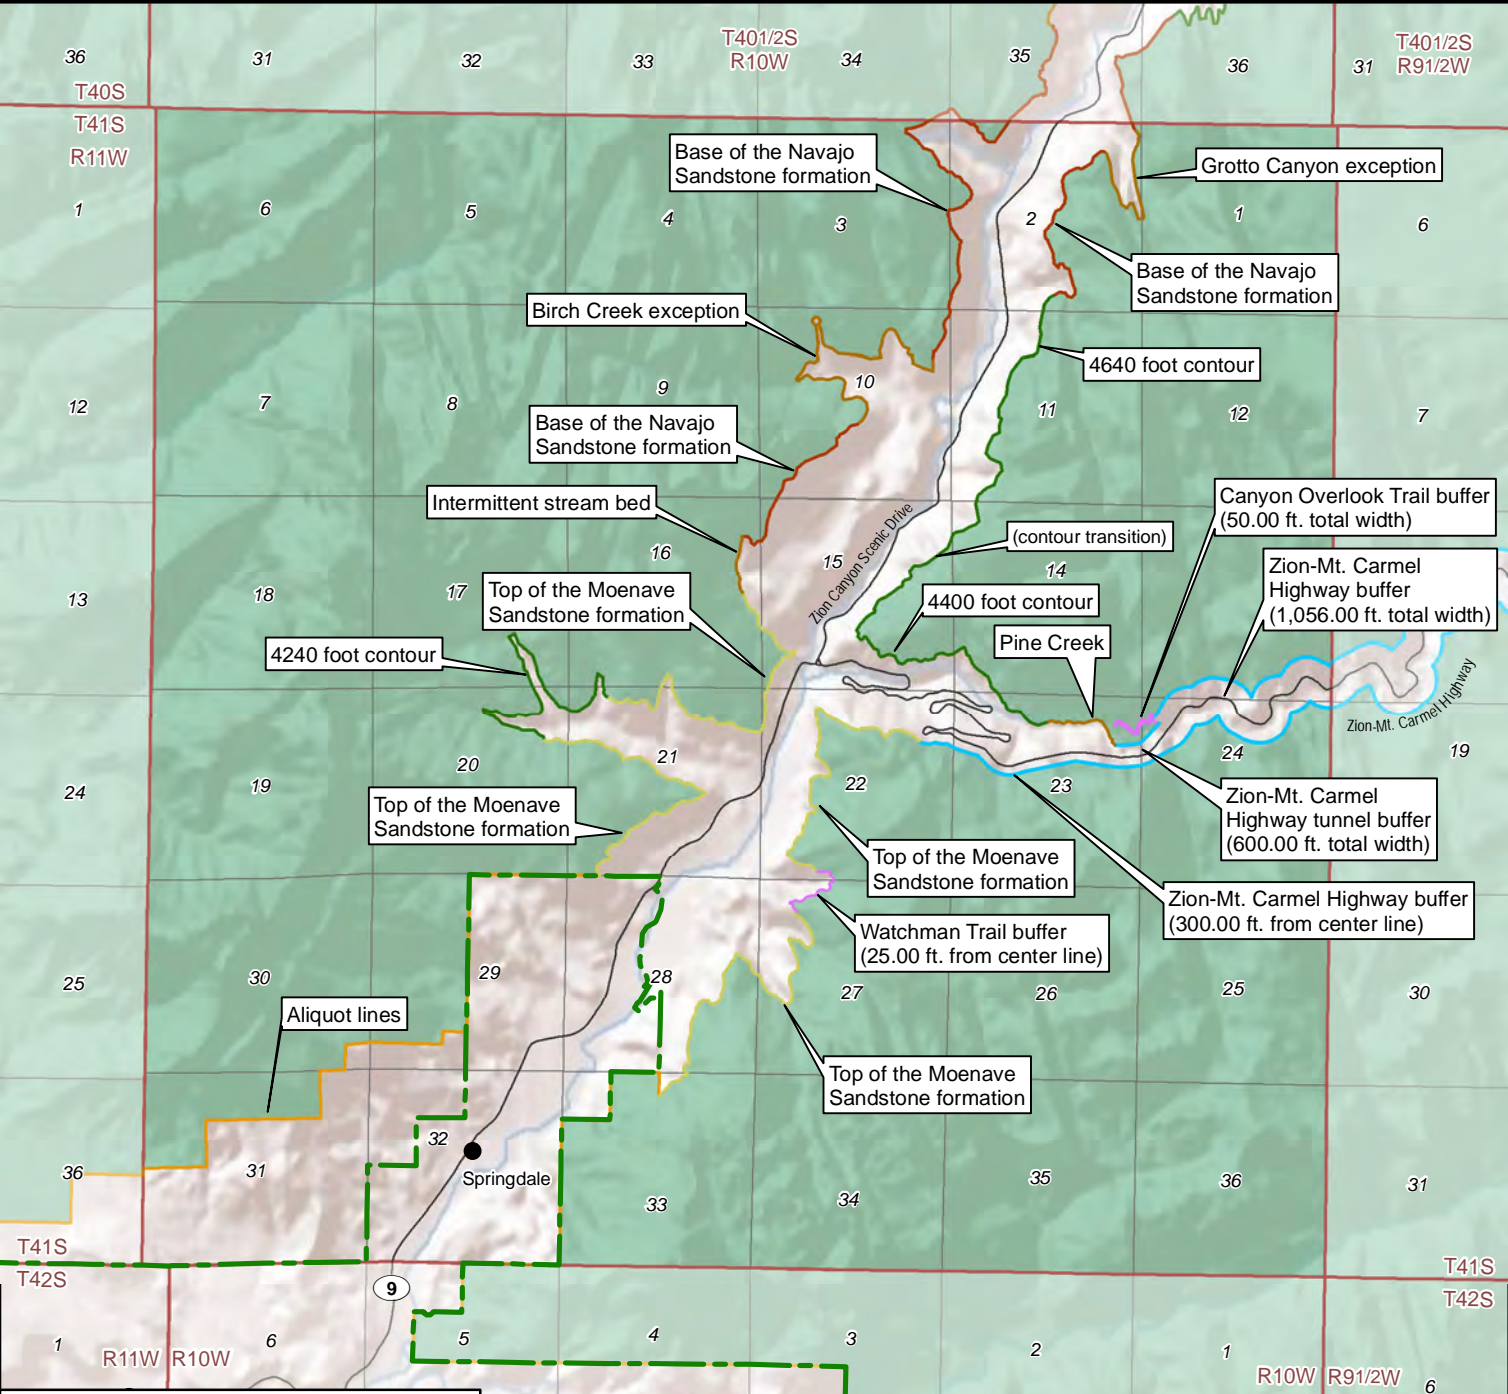 T401/2S
R10W
T401/2S
R91/2W
36
31
32
33
34
35
36
31
T40S
T41S
R11W
Base of the Navajo
Sandstone formation
Grotto Canyon exception
1
6
5
4
3
2
1
6
Base of the Navajo
Sandstone formation
Birch Creek exception
4640 foot contour
12
7
8
9
10
11
12
7
Base of the Navajo
Sandstone formation
Intermittent stream bed
Canyon Overlook Trail buffer
(50.00 ft. total width)
(contour transition)
Zion Canyon Scenic Drive
13
18
17
16
15
14
Zion-Mt. Carmel
Highway buffer
(1,056.00 ft. total width)
Top of the Moenave
Sandstone formation
4400 foot contour
Pine Creek
4240 foot contour
Zion-Mt. Carmel Highway
24
19
20
21
22
23
24
19
Top of the Moenave
Sandstone formation
Zion-Mt. Carmel
Highway tunnel buffer
(600.00 ft. total width)
Top of the Moenave
Sandstone formation
Zion-Mt. Carmel Highway buffer
(300.00 ft. from center line)
Watchman Trail buffer
(25.00 ft. from center line)
25
30
29
28
27
26
25
30
Aliquot lines
Top of the Moenave
Sandstone formation
36
31
32
Springdale
33
34
35
36
31
T41S
T42S
T41S
T42S
9
1
6
5
4
3
2
1
6
R11W
R10W
R10W
R91/2W